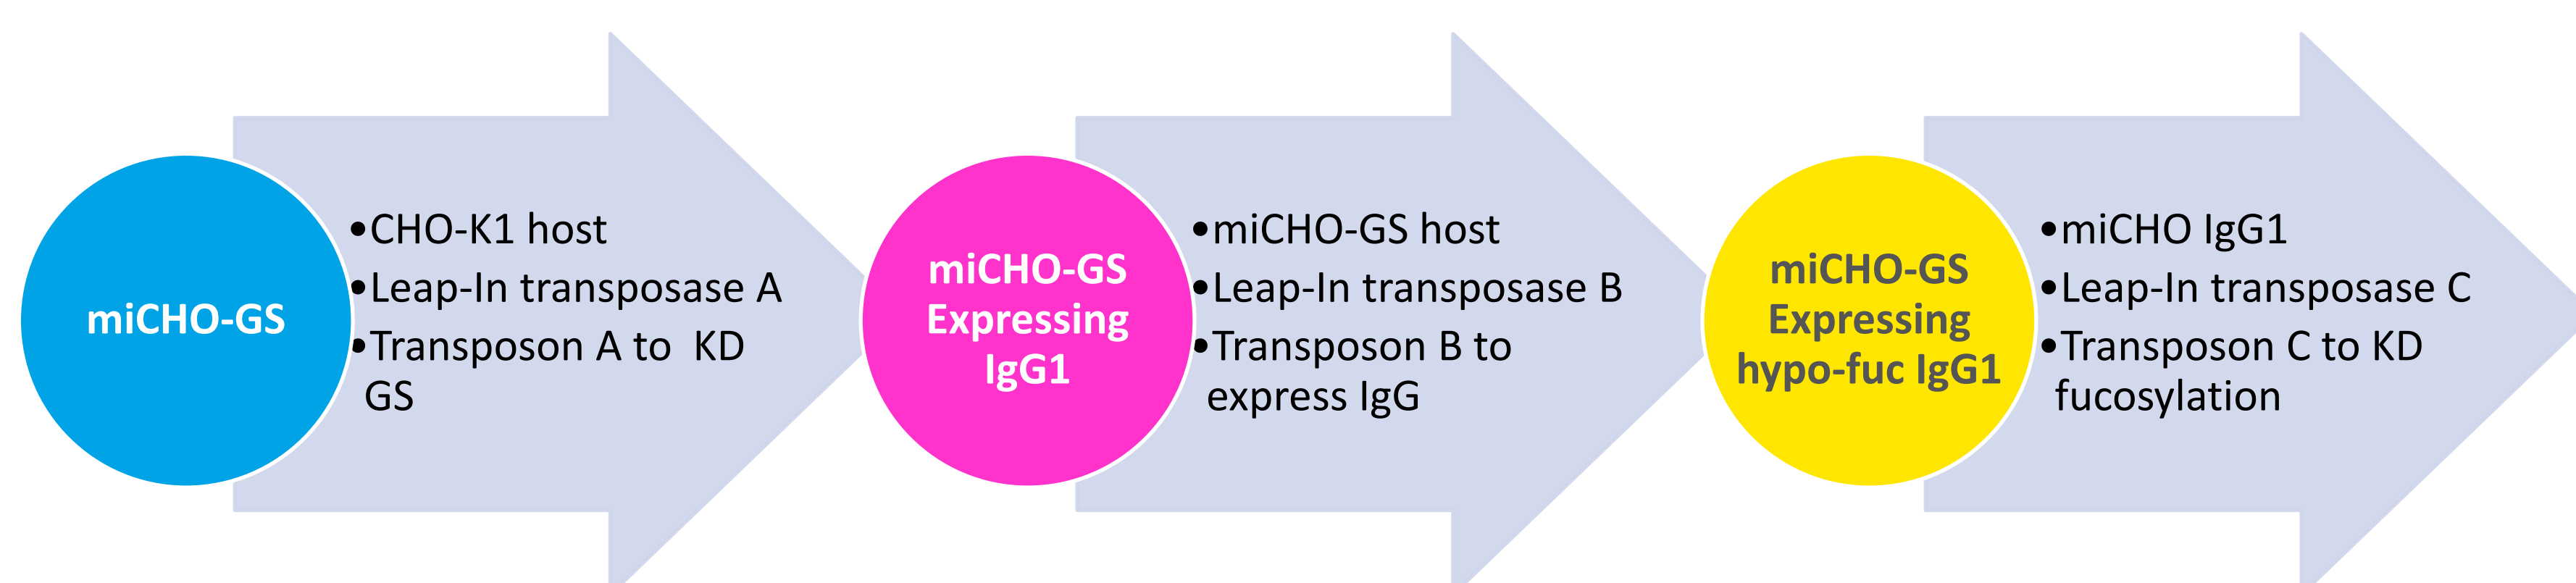 miCHO-GS
•CHO-K1 host
•Leap-In transposase A
•Transposon A to  KD
GS
miCHO-GS
Expressing
IgG1
•miCHO-GS host
•Leap-In transposase B
•Transposon B to
express IgG
miCHO-GS
Expressing
hypo-fuc IgG1
•miCHO IgG1
•Leap-In transposase C
•Transposon C to KD
fucosylation